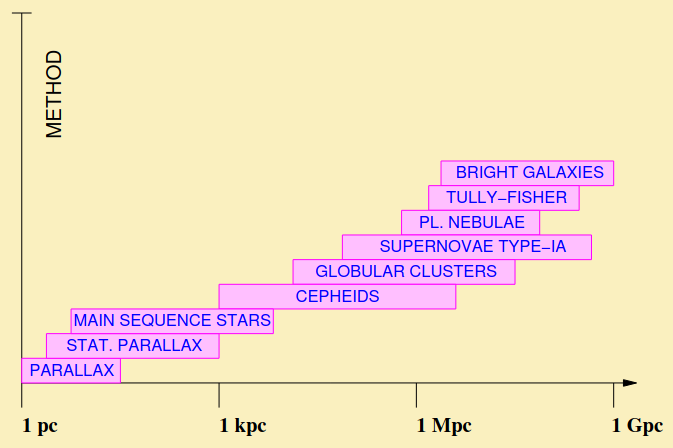 METHOD
BRIGHT GALAXIES
TULLY–FISHER
PL. NEBULAE
SUPERNOVAE TYPE–IA
GLOBULAR CLUSTERS
CEPHEIDS
MAIN SEQUENCE STARS
STAT. PARALLAX
PARALLAX
1 pc 1 kpc 1 Mpc 1 Gpc